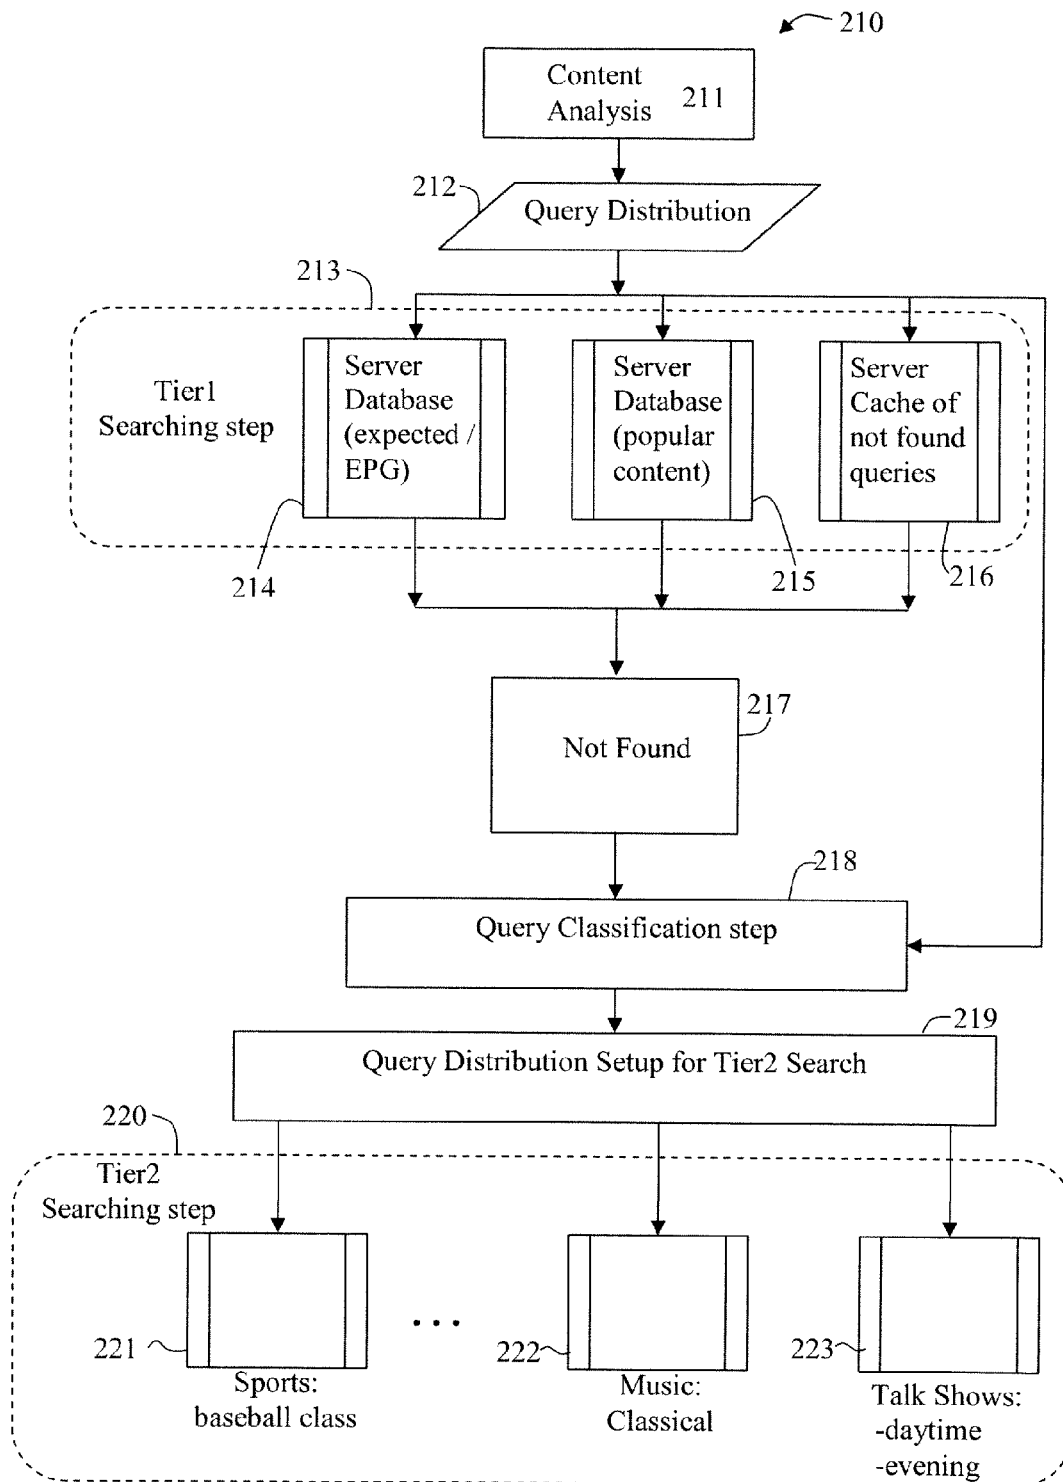 210
Content
Analysis 211
212
Query Distribution
213
Tier1
Searching step
Server
Database
(expected /
EPG)
Server
Database
(popular
content)
Server
Cache of
not found
queries
214
215
216
217
Not Found
218
Query Classification step
219
Query Distribution Setup for Tier2 Search
220
Tier2
Searching step
221
. . .
222
223
Sports:
baseball class
Music:
Classical
Talk Shows:
-daytime
-evening